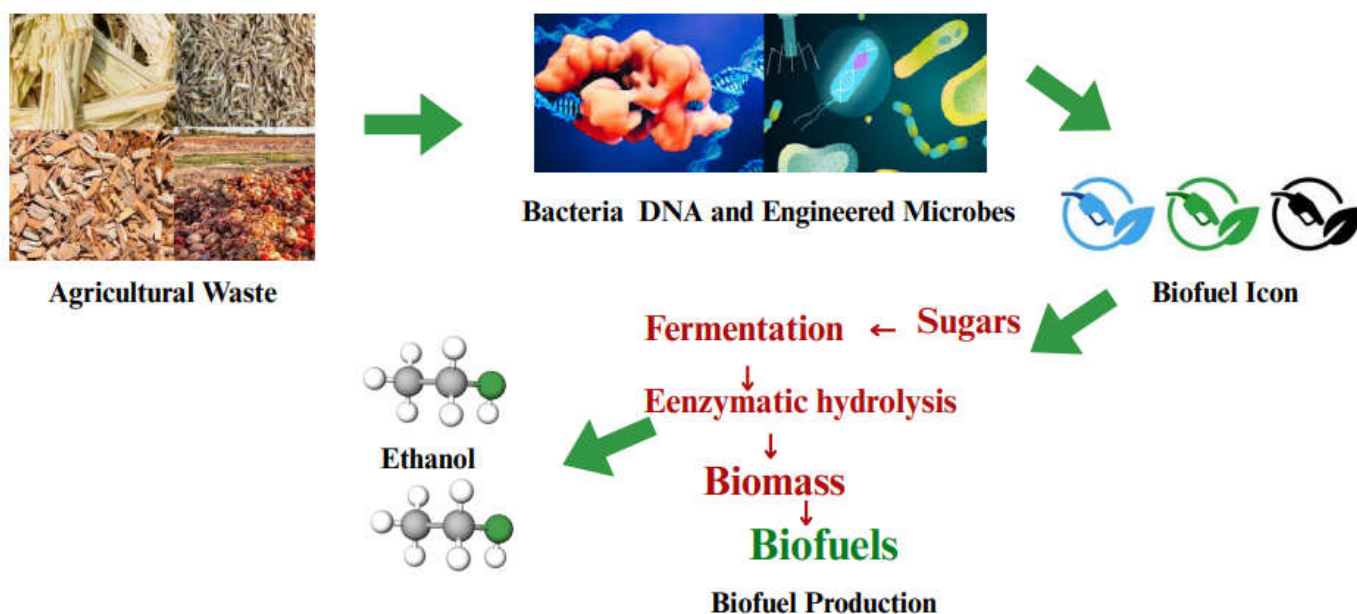 Agricultural Waste
Bacteria DNA and Engineered Microbes
Biofuel Icon
Fermentation ← Sugars
↓
Eenzymatic hydrolysis
↓
Biomass
↓
Biofuels
Biofuel Production
Ethanol